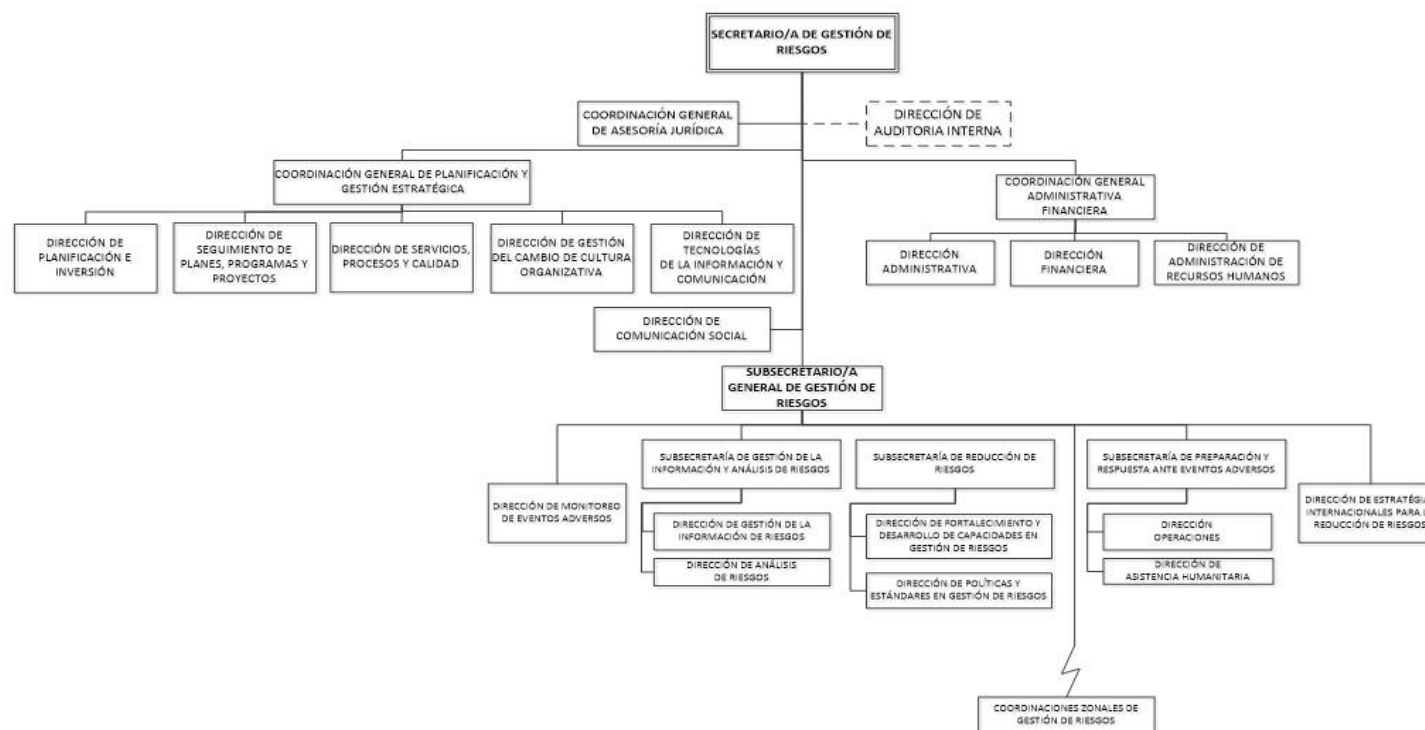 SECRETARIO/A DE GESTIÓN DE
RIESGOS
COORDINACIÓN GENERAL
DE ASESORÍA JURÍDICA
DIRECCIÓN DE
AUDITORIA INTERNA
COORDINACIÓN GENERAL DE PLANIFICACIÓN Y
GESTIÓN ESTRATÉGICA
COORDINACIÓN GENERAL
ADMINISTRATIVA
FINANCIERA
DIRECCIÓN DE
PLANIFICACIÓN E
INVERSIÓN
DIRECCIÓN DE
SEGUIMIENTO DE
PLANES, PROGRAMAS Y
PROYECTOS
DIRECCIÓN DE SERVICIOS,
PROCESOS Y CALIDAD
DIRECCIÓN DE GESTIÓN
DEL CAMBIO DE CULTURA
ORGANIZATIVA
DIRECCIÓN DE
TECNOLOGÍAS
DE LA INFORMACIÓN Y
COMUNICACIÓN
DIRECCIÓN
ADMINISTRATIVA
DIRECCIÓN
FINANCIERA
DIRECCIÓN DE
ADMINISTRACIÓN DE
RECURSOS HUMANOS
DIRECCIÓN DE
COMUNICACIÓN SOCIAL
SUBSECRETARIO/A
GENERAL DE GESTIÓN DE
RIESGOS
DIRECCIÓN DE MONITOREO
DE EVENTOS ADVERSOS
SUBSECRETARÍA DE GESTIÓN DE LA
INFORMACIÓN Y ANÁLISIS DE RIESGOS
DIRECCIÓN DE GESTIÓN DE LA
INFORMACIÓN DE RIESGOS
DIRECCIÓN DE ANÁLISIS
DE RIESGOS
SUBSECRETARÍA DE REDUCCIÓN DE
RIESGOS
DIRECCIÓN DE FORTALECIMIENTO Y
DESARROLLO DE CAPACIDADES EN
GESTIÓN DE RIESGOS
DIRECCIÓN DE POLÍTICAS Y
ESTÁNDARES EN GESTIÓN DE RIESGOS
SUBSECRETARÍA DE PREPARACIÓN Y
RESPUESTA ANTE EVENTOS ADVERSOS
DIRECCIÓN
OPERACIONES
DIRECCIÓN DE
ASISTENCIA HUMANITARIA
DIRECCIÓN DE ESTRATÉGIA
INTERNACIONALES PARA L
REDUCCIÓN DE RIESGOS
COORDINACIONES ZONALES DE
GESTIÓN DE RIESGOS